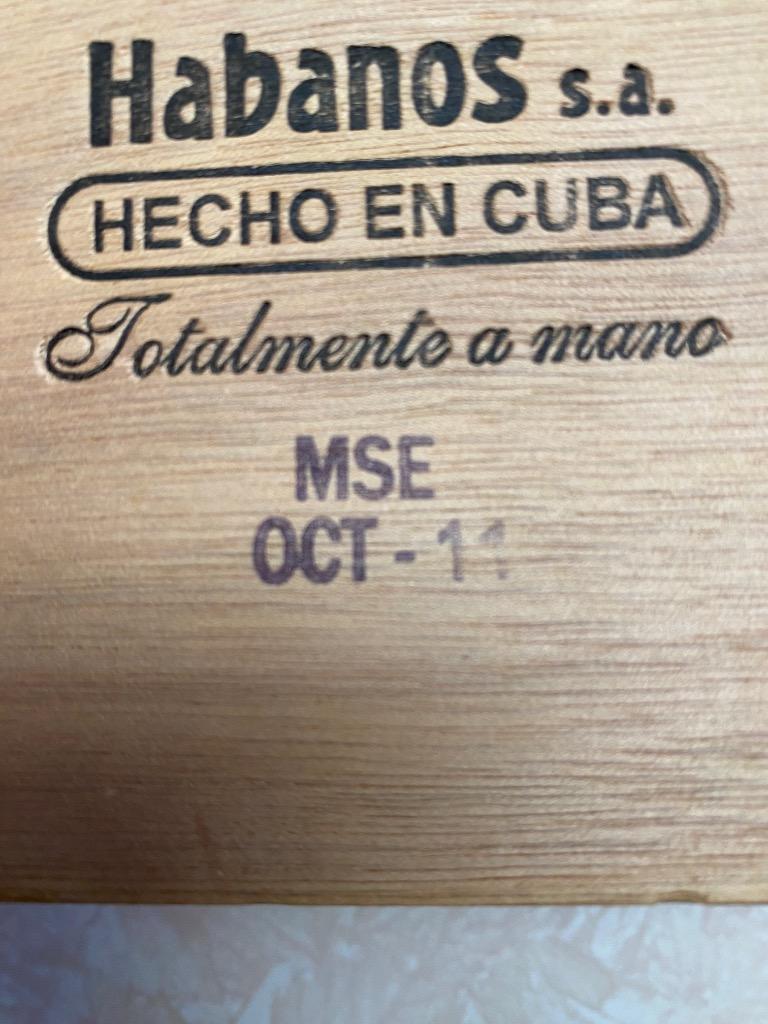 Habanos s.a.
HECHO EN CUBA
Totalmente a mano
MSE
OCT - 11